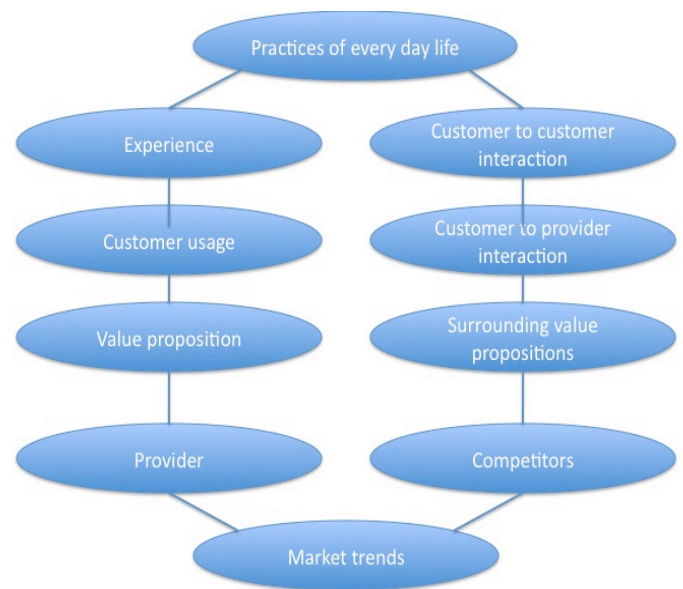 Practices of every day life
Experience
Customer to customer
interaction
Customer usage
Customer to provider
interaction
Value proposition
Surrounding value
propositions
Provider
Competitors
Market trends